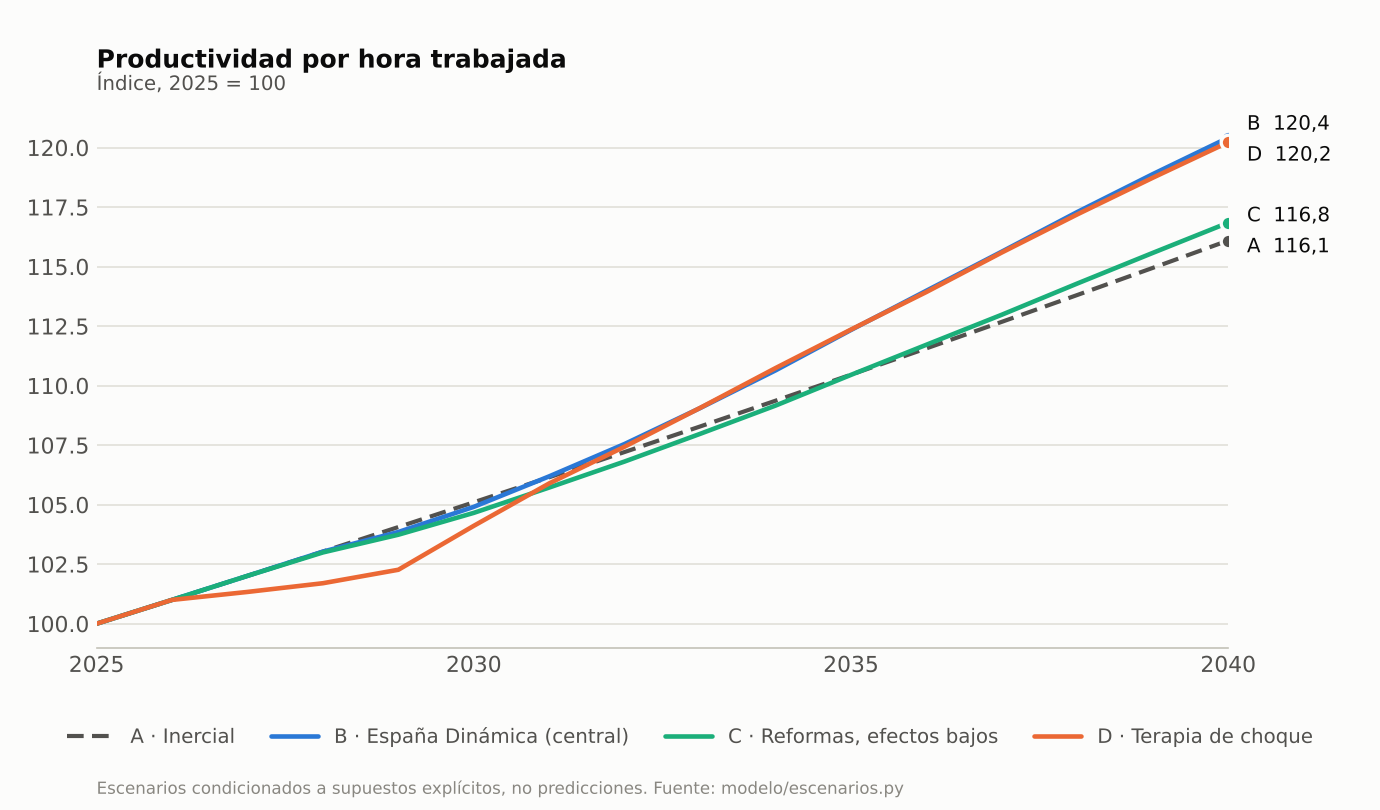 Productividad por hora trabajada
Índice, 2025 = 100
B 120,4
120.0
D 120,2
117.5
C 116,8
A 116,1
115.0
112.5
110.0
107.5
105.0
102.5
100.0
2025 2030 2035 2040
A · Inercial B · España Dinámica (central) C · Reformas, efectos bajos D · Terapia de choque
Escenarios condicionados a supuestos explícitos, no predicciones. Fuente: modelo/escenarios.py